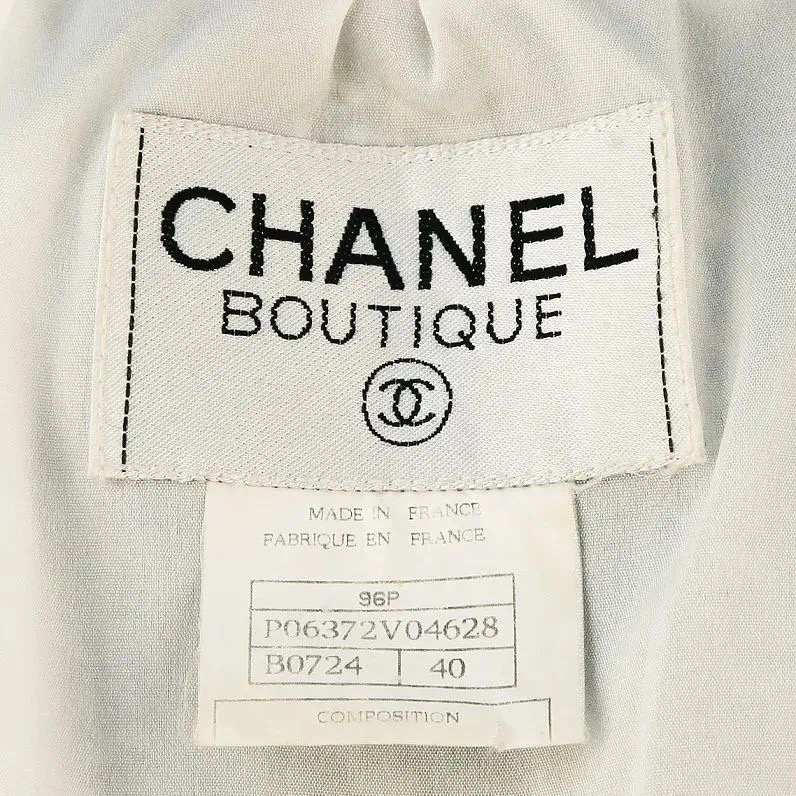 CHANEL
BOUTIQUE
MADE IN FRANCE
FABRIQUE EN FRANCE
96P
P06372V04628
B0724 40
COMPOSITION